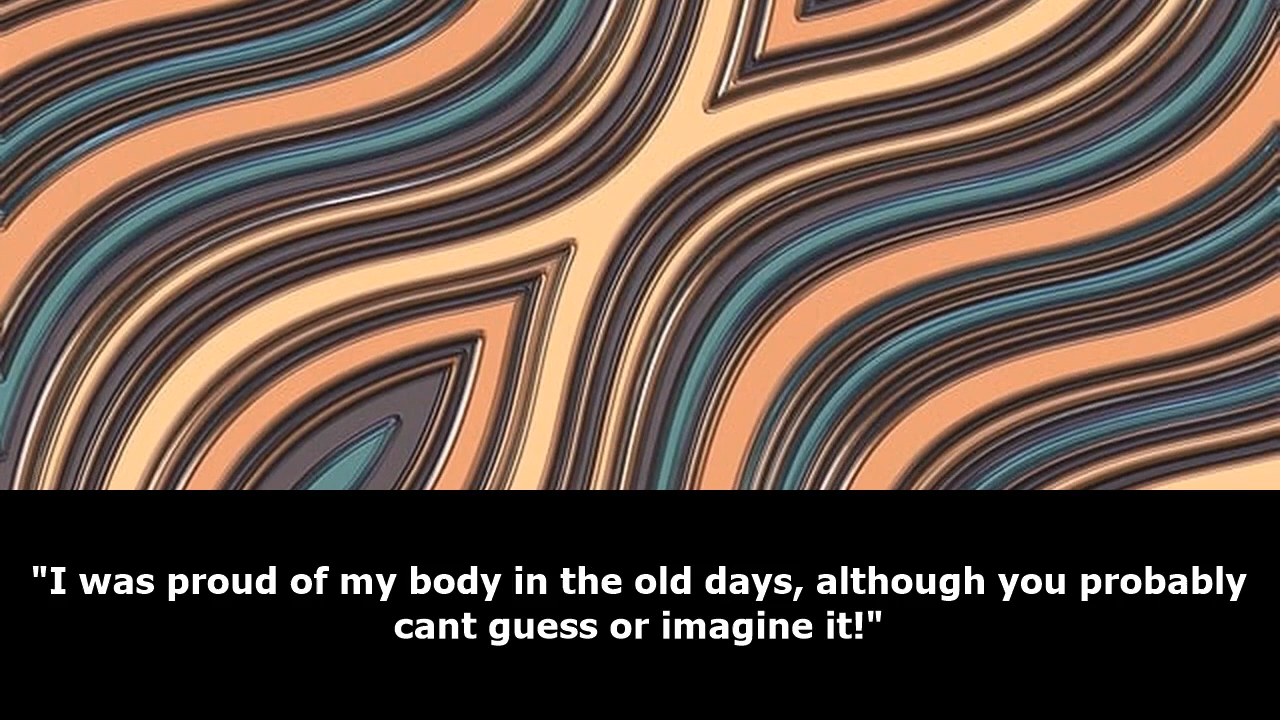 "I was proud of my body in the old days, although you probably
cant guess or imagine it!"